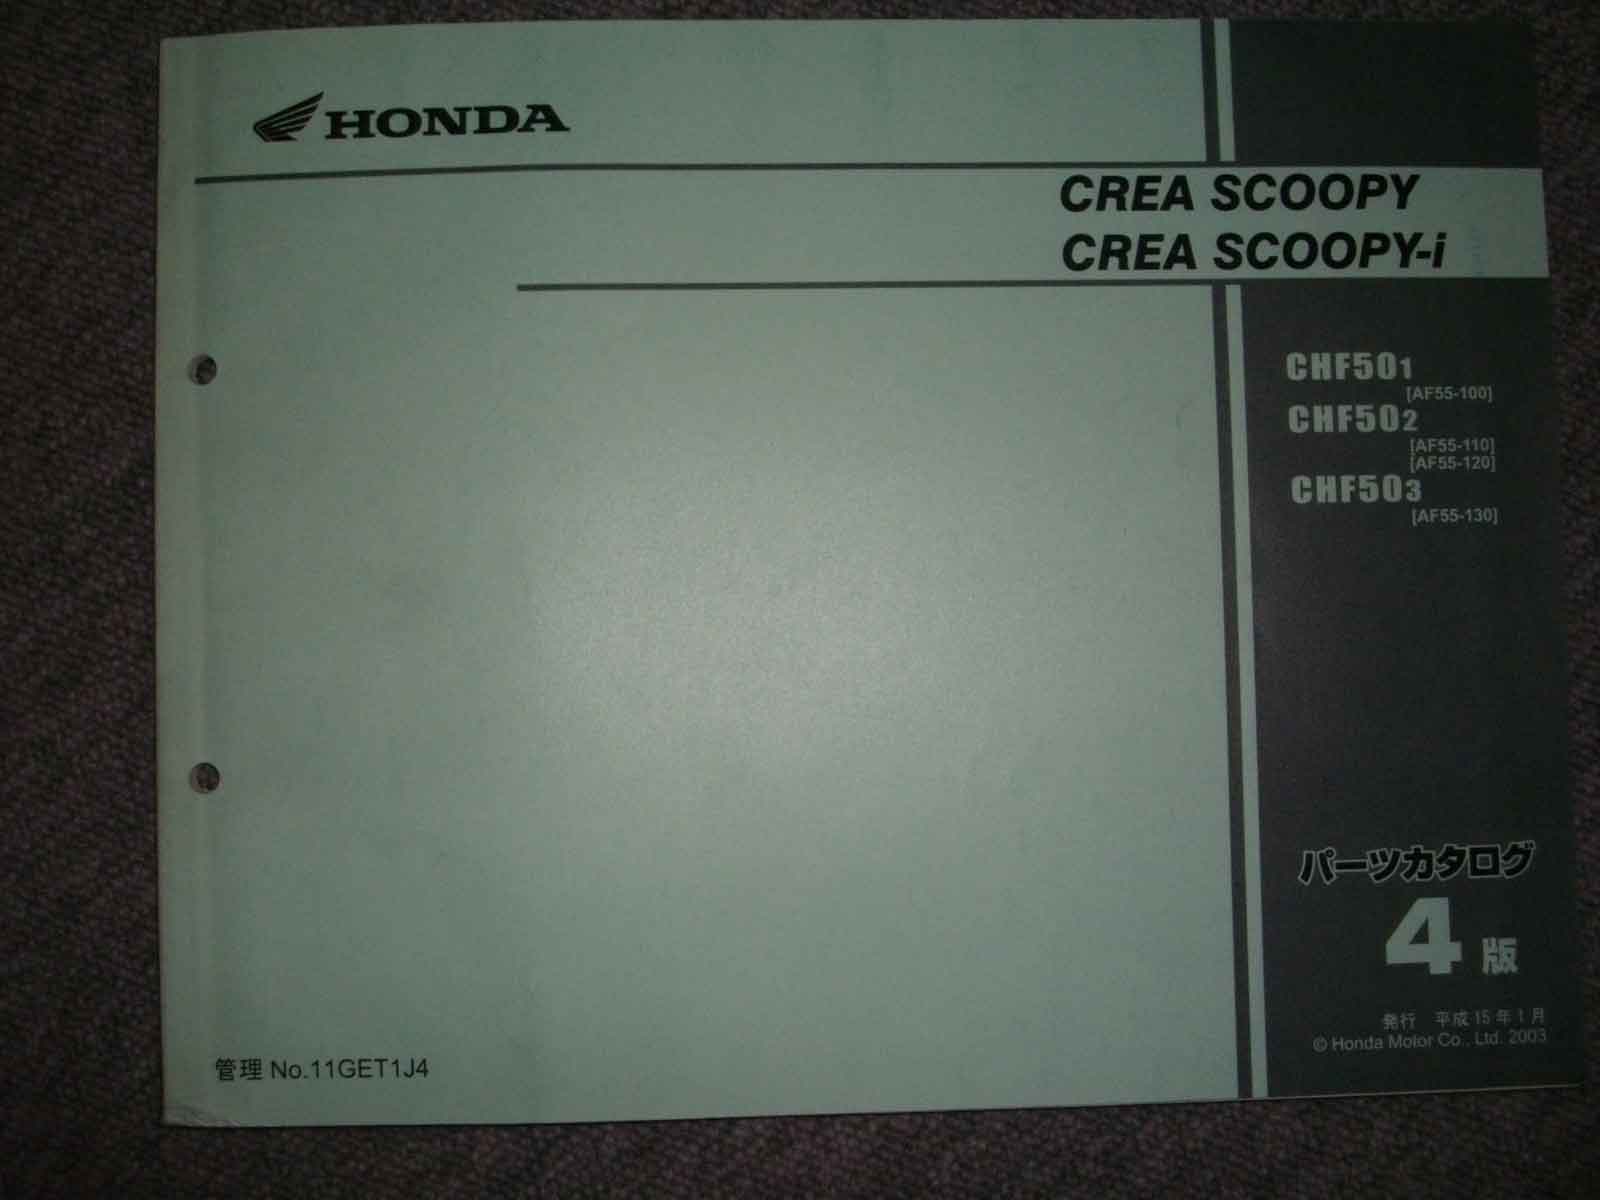 HONDA
CREA SCOOPY
CREA SCOOPY-i
CHF501
[AF55-100]
CHF502
[AF55-110]
[AF55-120]
CHF503
[AF55-130]
パーツカタログ
4版
発行 平成15年1月
© Honda Motor Co., Ltd. 2003
管理 No.11GET1J4